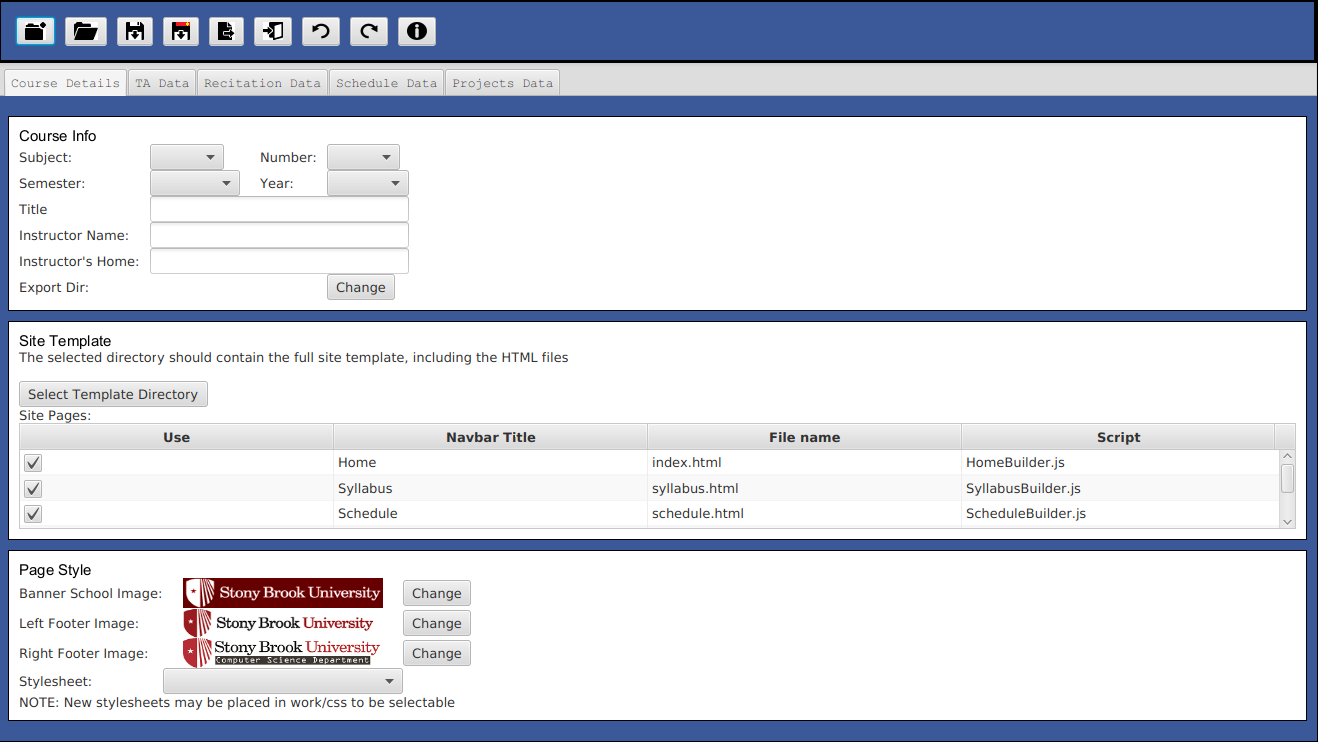 Course Details TA Data Recitation Data Schedule Data Projects Data
Course Info
Subject: Number:
Semester: Year:
Title
Instructor Name:
Instructor's Home:
Export Dir: Change
Site Template
The selected directory should contain the full site template, including the HTML files
Select Template Directory
Site Pages:
Use Navbar Title File name Script
Home index.html HomeBuilder.js
Syllabus syllabus.html SyllabusBuilder.js
Schedule schedule.html ScheduleBuilder.js
Page Style
Banner School Image: Stony Brook University Change
Left Footer Image: Stony Brook University Change
Right Footer Image: Stony Brook University Change
Computer Science Department
Stylesheet:
NOTE: New stylesheets may be placed in work/css to be selectable